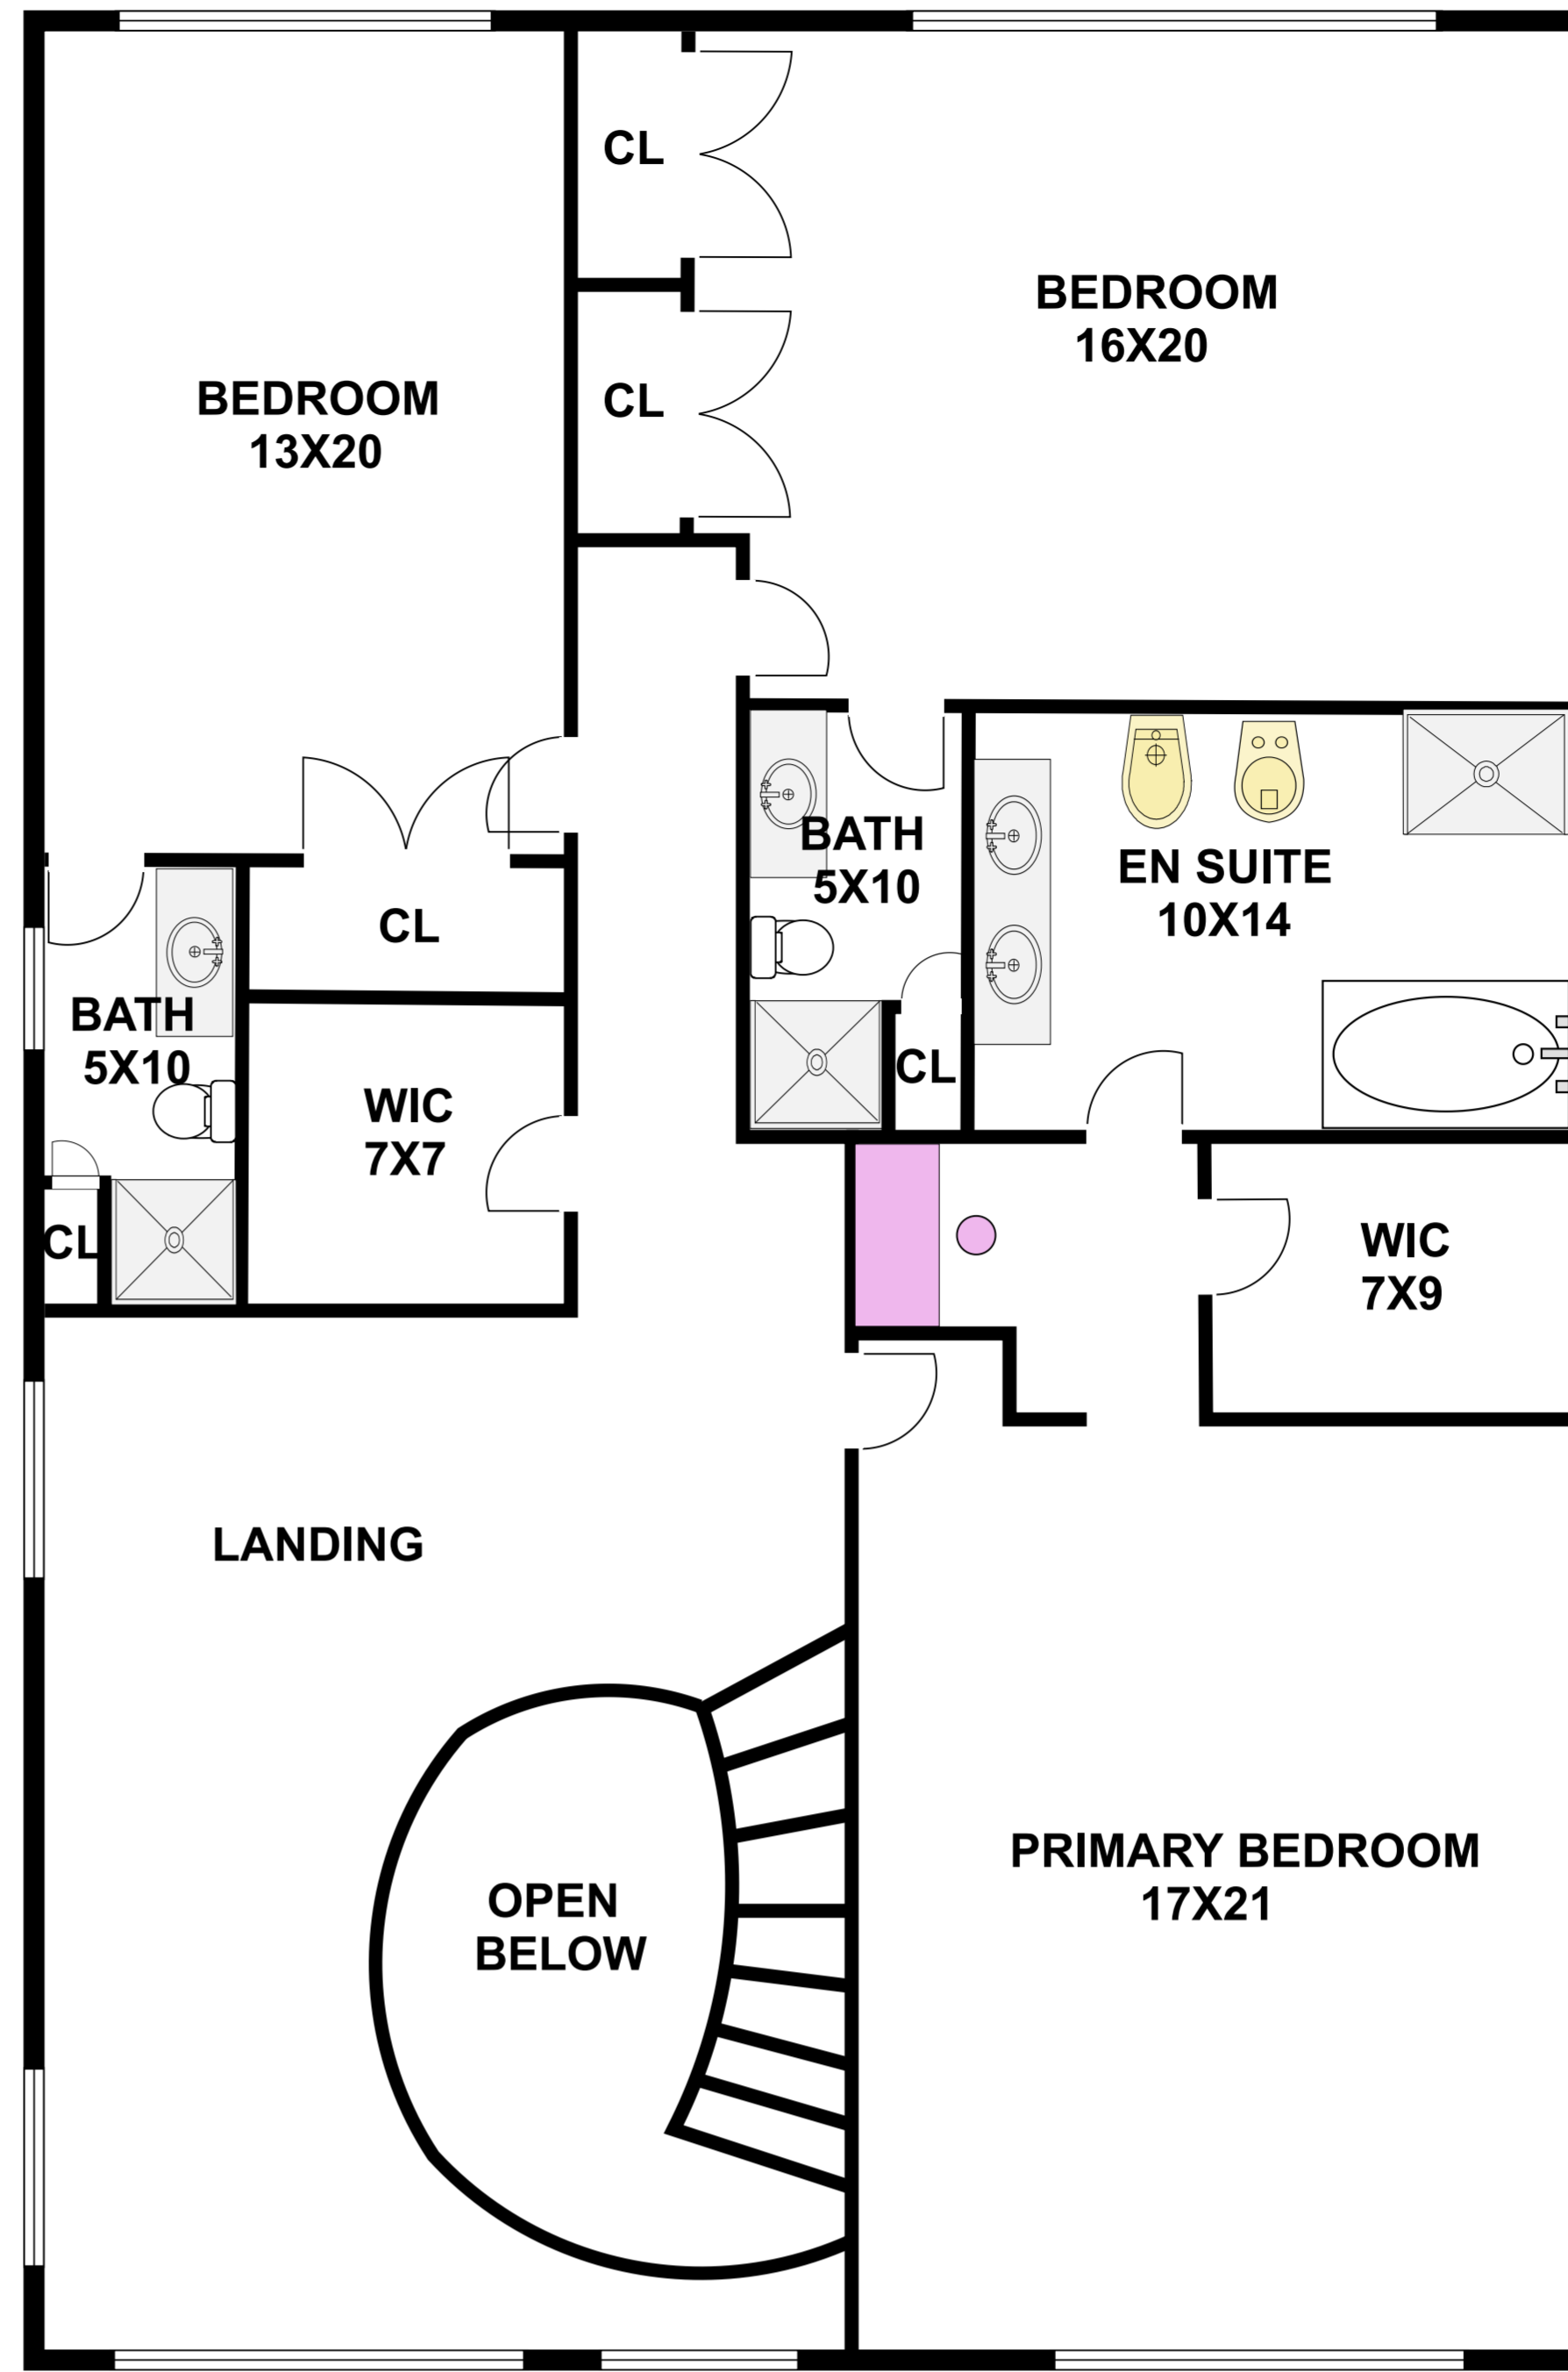 CL
BEDROOM
16X20
CL
BEDROOM
13X20
BATH
5X10
EN SUITE
10X14
CL
BATH
5X10
CL
WIC
7X7
CL
WIC
7X9
LANDING
PRIMARY BEDROOM
17X21
OPEN
BELOW
CL